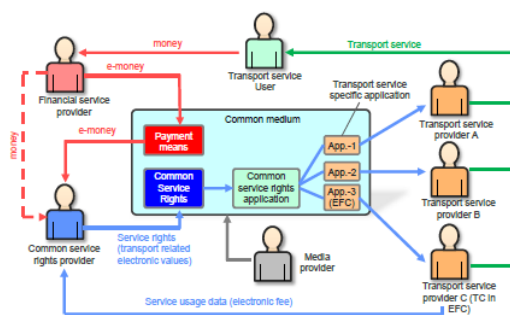 money
Transport service
e-money
Transport service
User
Transport service
specific application
Financial service
provider
Common medium
Transport service
provider A
money
e-money
Payment
means
App.-1
Common
Service
Rights
Common
service rights
application
App.-2
App.-3
(EFC)
Transport service
provider B
Common service
rights provider
Service rights
(transport related
electronic values)
Media
provider
Transport service
provider C (TC in
EFC)
Service usage data (electronic fee)